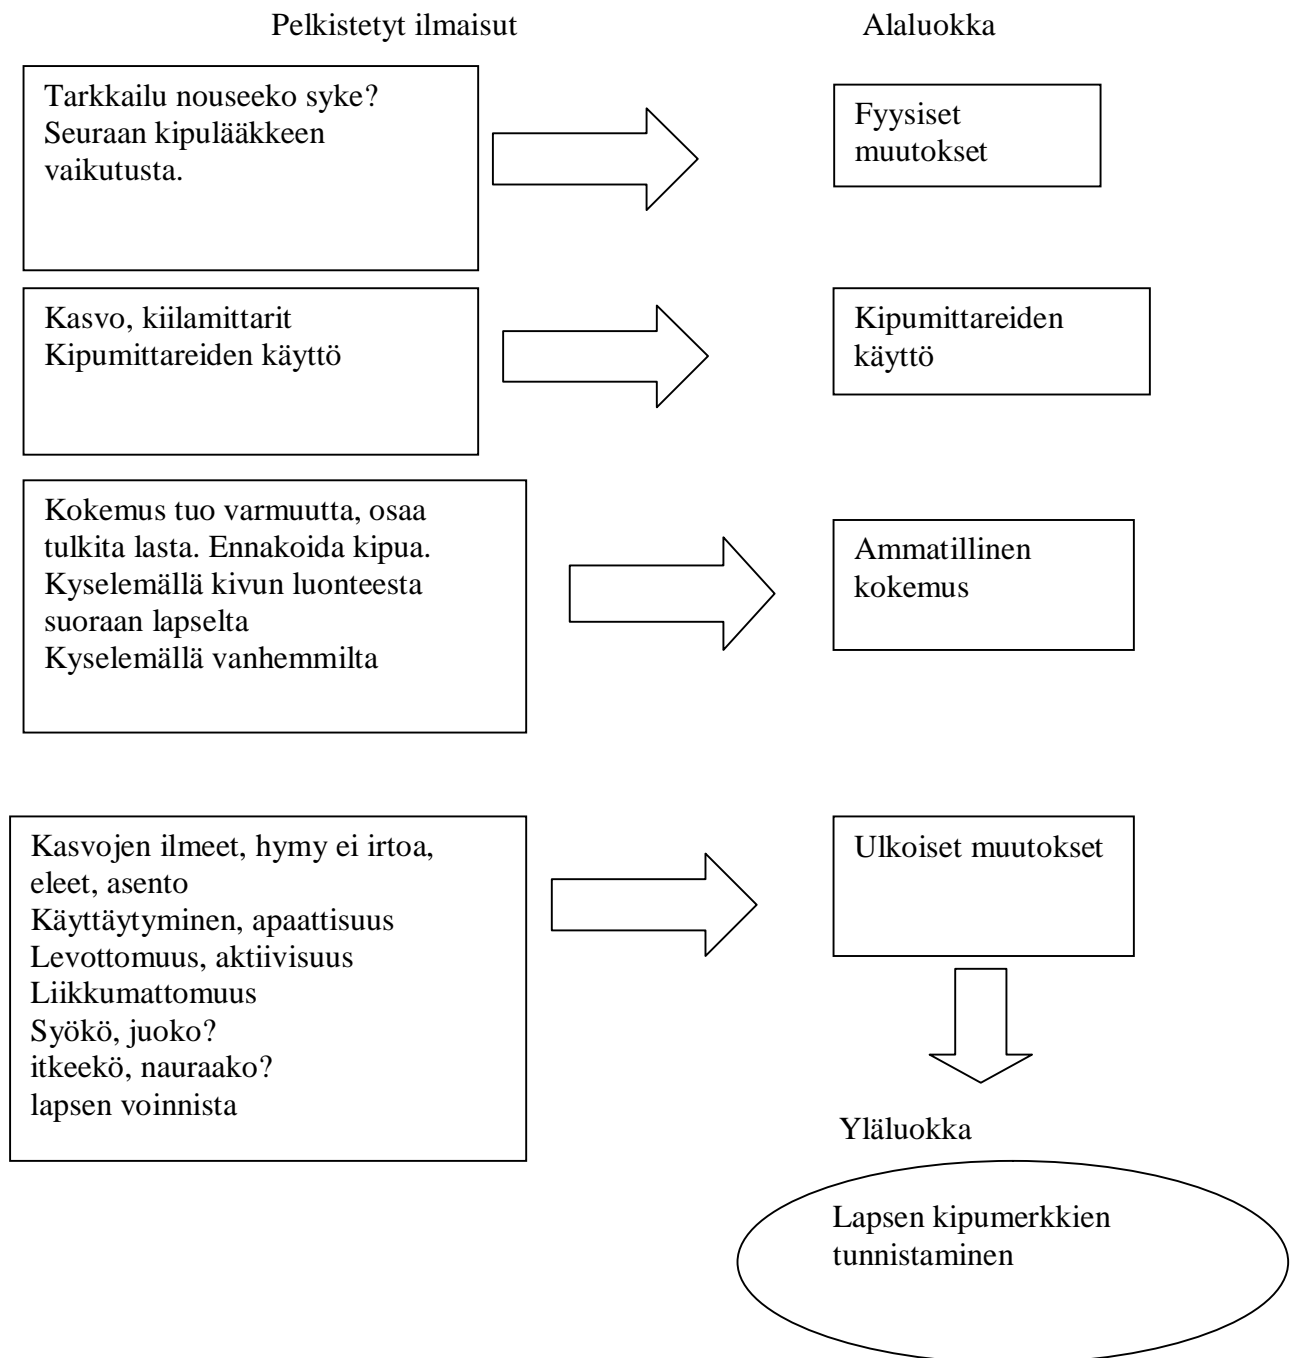 Pelkistetyt ilmaisut
Alaluokka
Tarkkailu nouseeko syke?
Seuraan kipulääkkeen
vaikutusta.
Fyysiset
muutokset
Kasvo, kiilamittarit
Kipumittareiden käyttö
Kipumittareiden
käyttö
Kokemus tuo varmuutta, osaa
tulkita lasta. Ennakoida kipua.
Kyselemällä kivun luonteesta
suoraan lapselta
Kyselemällä vanhemmilta
Ammatillinen
kokemus
Kasvojen ilmeet, hymy ei irtoa,
eleet, asento
Käyttäytyminen, apaattisuus
Levottomuus, aktiivisuus
Liikkumattomuus
Syökö, juoko?
itkeekö, nauraako?
lapsen voinnista
Ulkoiset muutokset
Yläluokka
Lapsen kipumerkkien
tunnistaminen